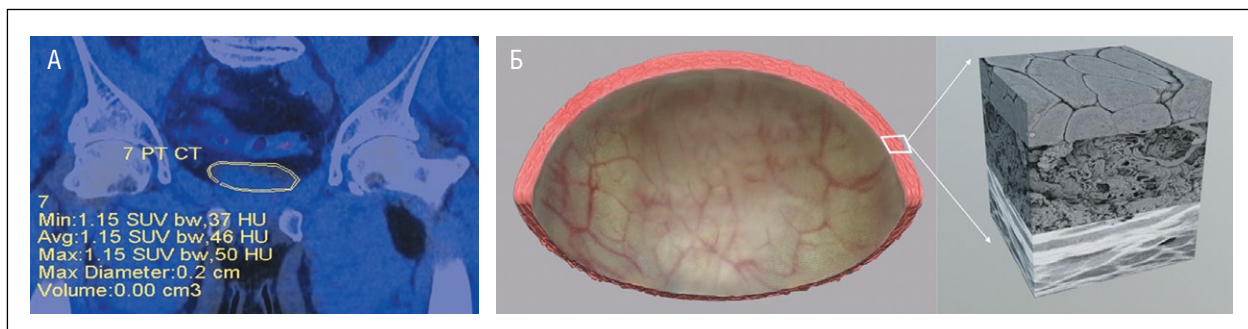 А
7 PT CT
7
Min:1.15 SUV bw,37 HU
Avg:1.15 SUV bw,46 HU
Max:1.15 SUV bw,50 HU
Max Diameter:0.2 cm
Volume:0.00 cm3
Б